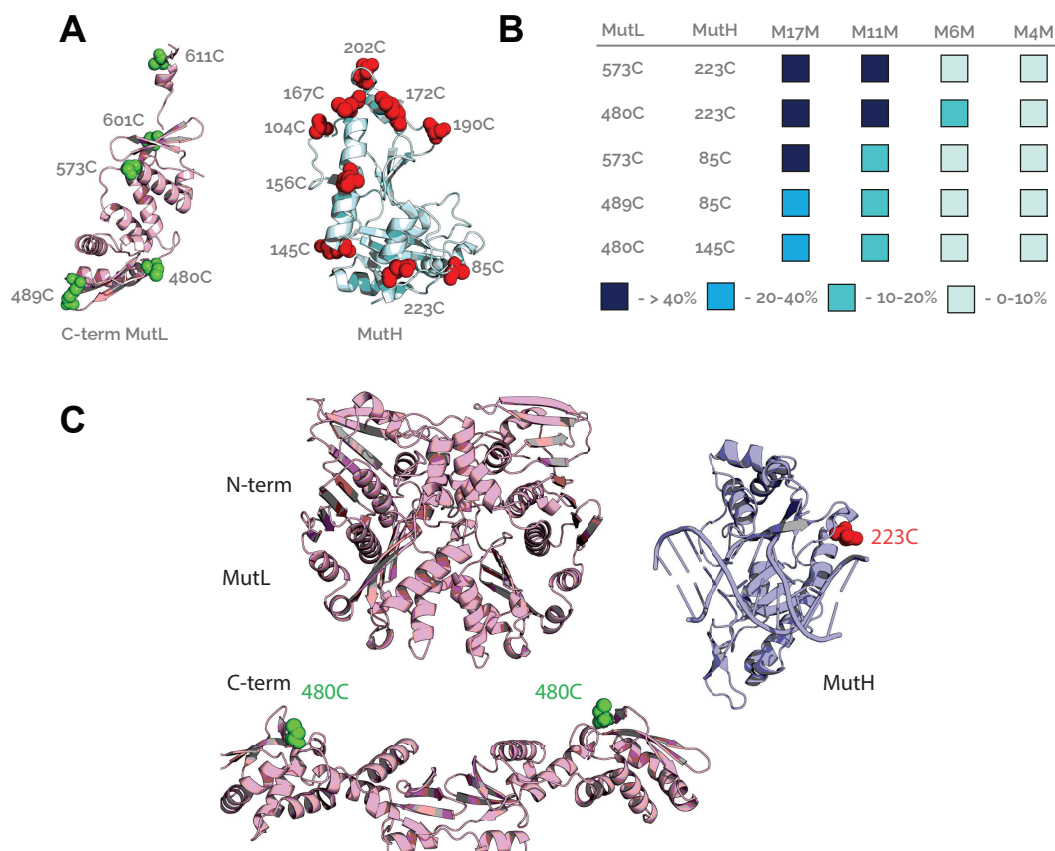 A
611C
601C
573C
489C
480C
C-term MutL
202C
167C
172C
104C
190C
156C
145C
85C
223C
MutH
B
MutL MutH M17M M11M M6M M4M
573C 223C
480C 223C
573C 85C
489C 85C
480C 145C
- > 40% - 20-40% - 10-20% - 0-10%
C
N-term
MutL
C-term
480C
480C
223C
MutH